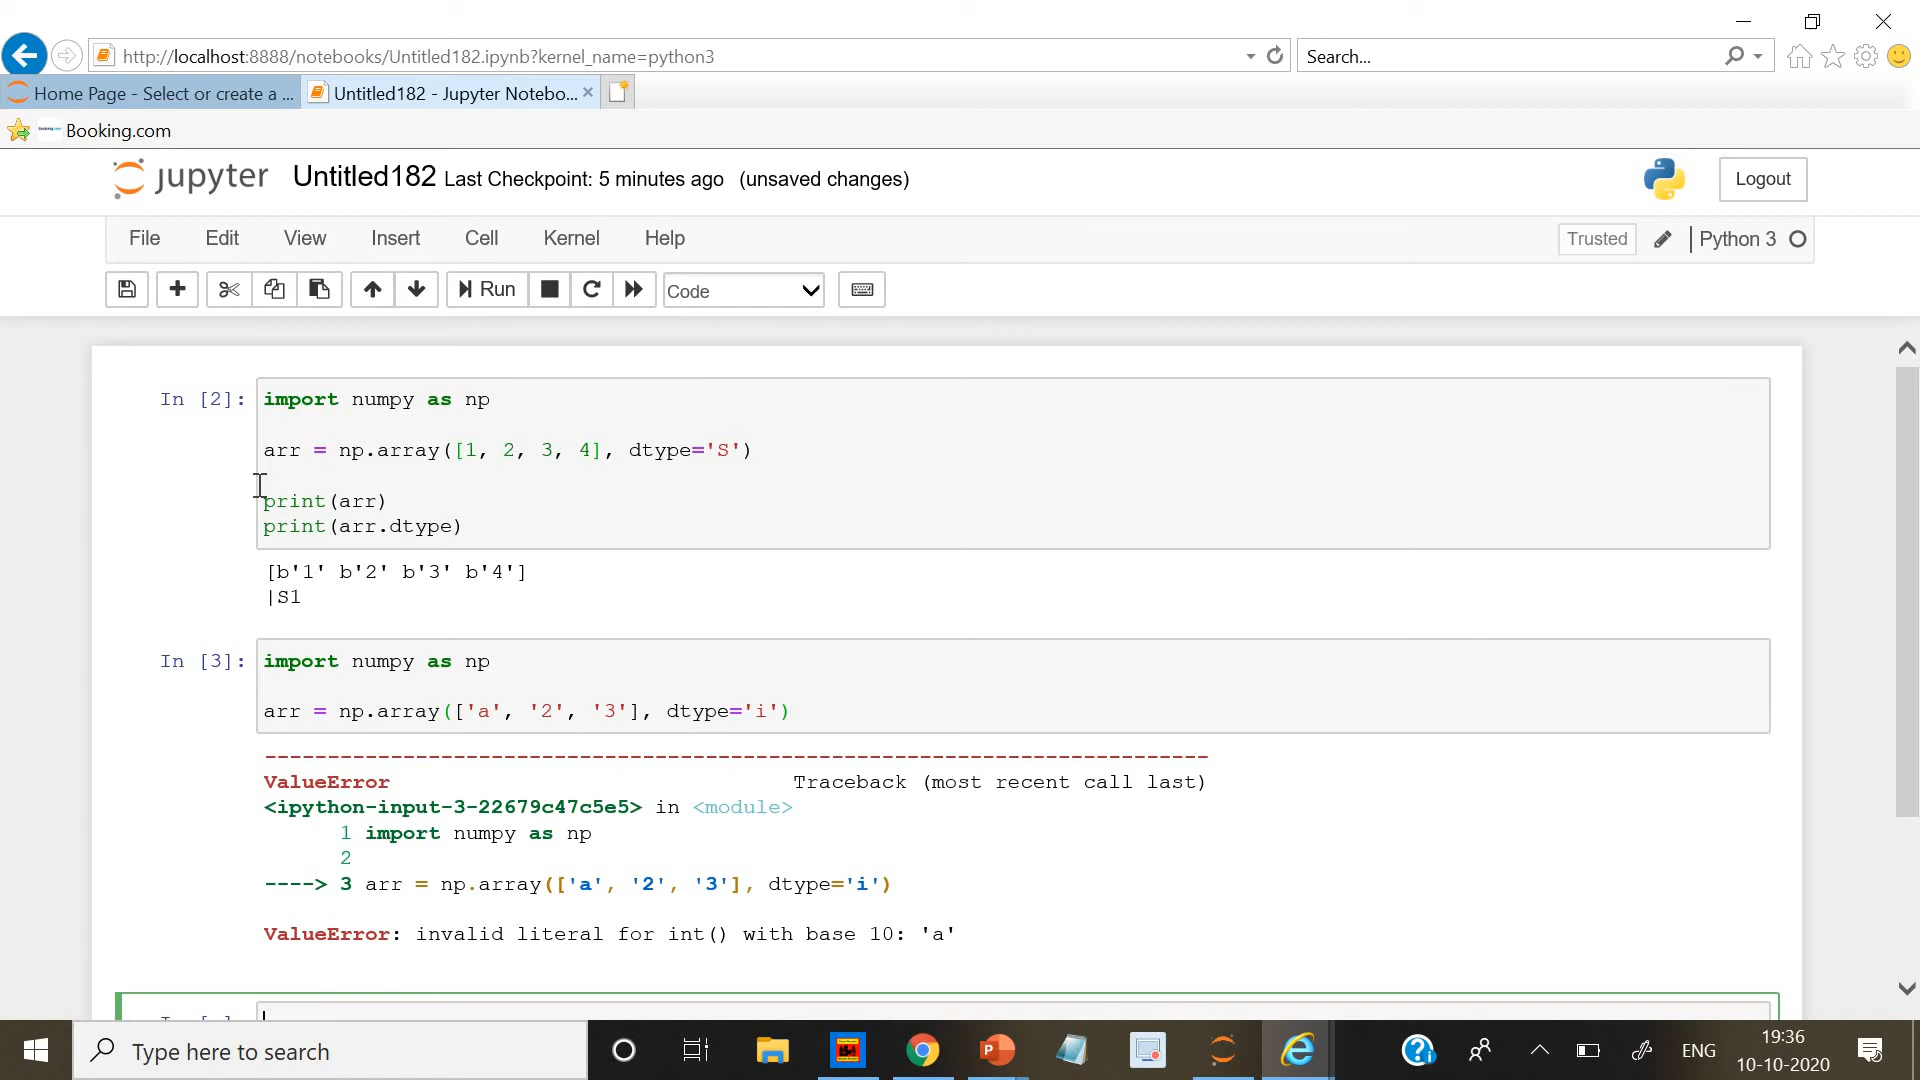 http://localhost:8888/notebooks/Untitled182.ipynb?kernel_name=python3
Search...
Home Page - Select or create a ...
Untitled182 - Jupyter Notebo...
Booking.com
jupyter Untitled182 Last Checkpoint: 5 minutes ago (unsaved changes)
Logout
File Edit View Insert Cell Kernel Help
Trusted
Python 3
Run
Code
In [2]: import numpy as np
arr = np.array([1, 2, 3, 4], dtype='S')
print(arr)
print(arr.dtype)
[b'1' b'2' b'3' b'4']
|S1
In [3]: import numpy as np
arr = np.array(['a', '2', '3'], dtype='i')
---------------------------------------------------------------------------
ValueError Traceback (most recent call last)
<ipython-input-3-22679c47c5e5> in <module>
1 import numpy as np
2
----> 3 arr = np.array(['a', '2', '3'], dtype='i')
ValueError: invalid literal for int() with base 10: 'a'
Type here to search
ENG
19:36
10-10-2020